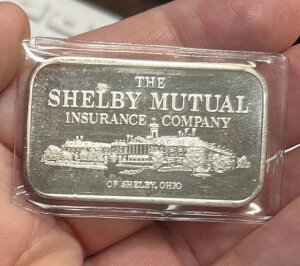 THE
SHELBY MUTUAL
INSURANCE COMPANY
OF SHELBY, OHIO